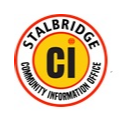 STALBRIDGE
Ci
COMMUNITY INFORMATION OFFICE